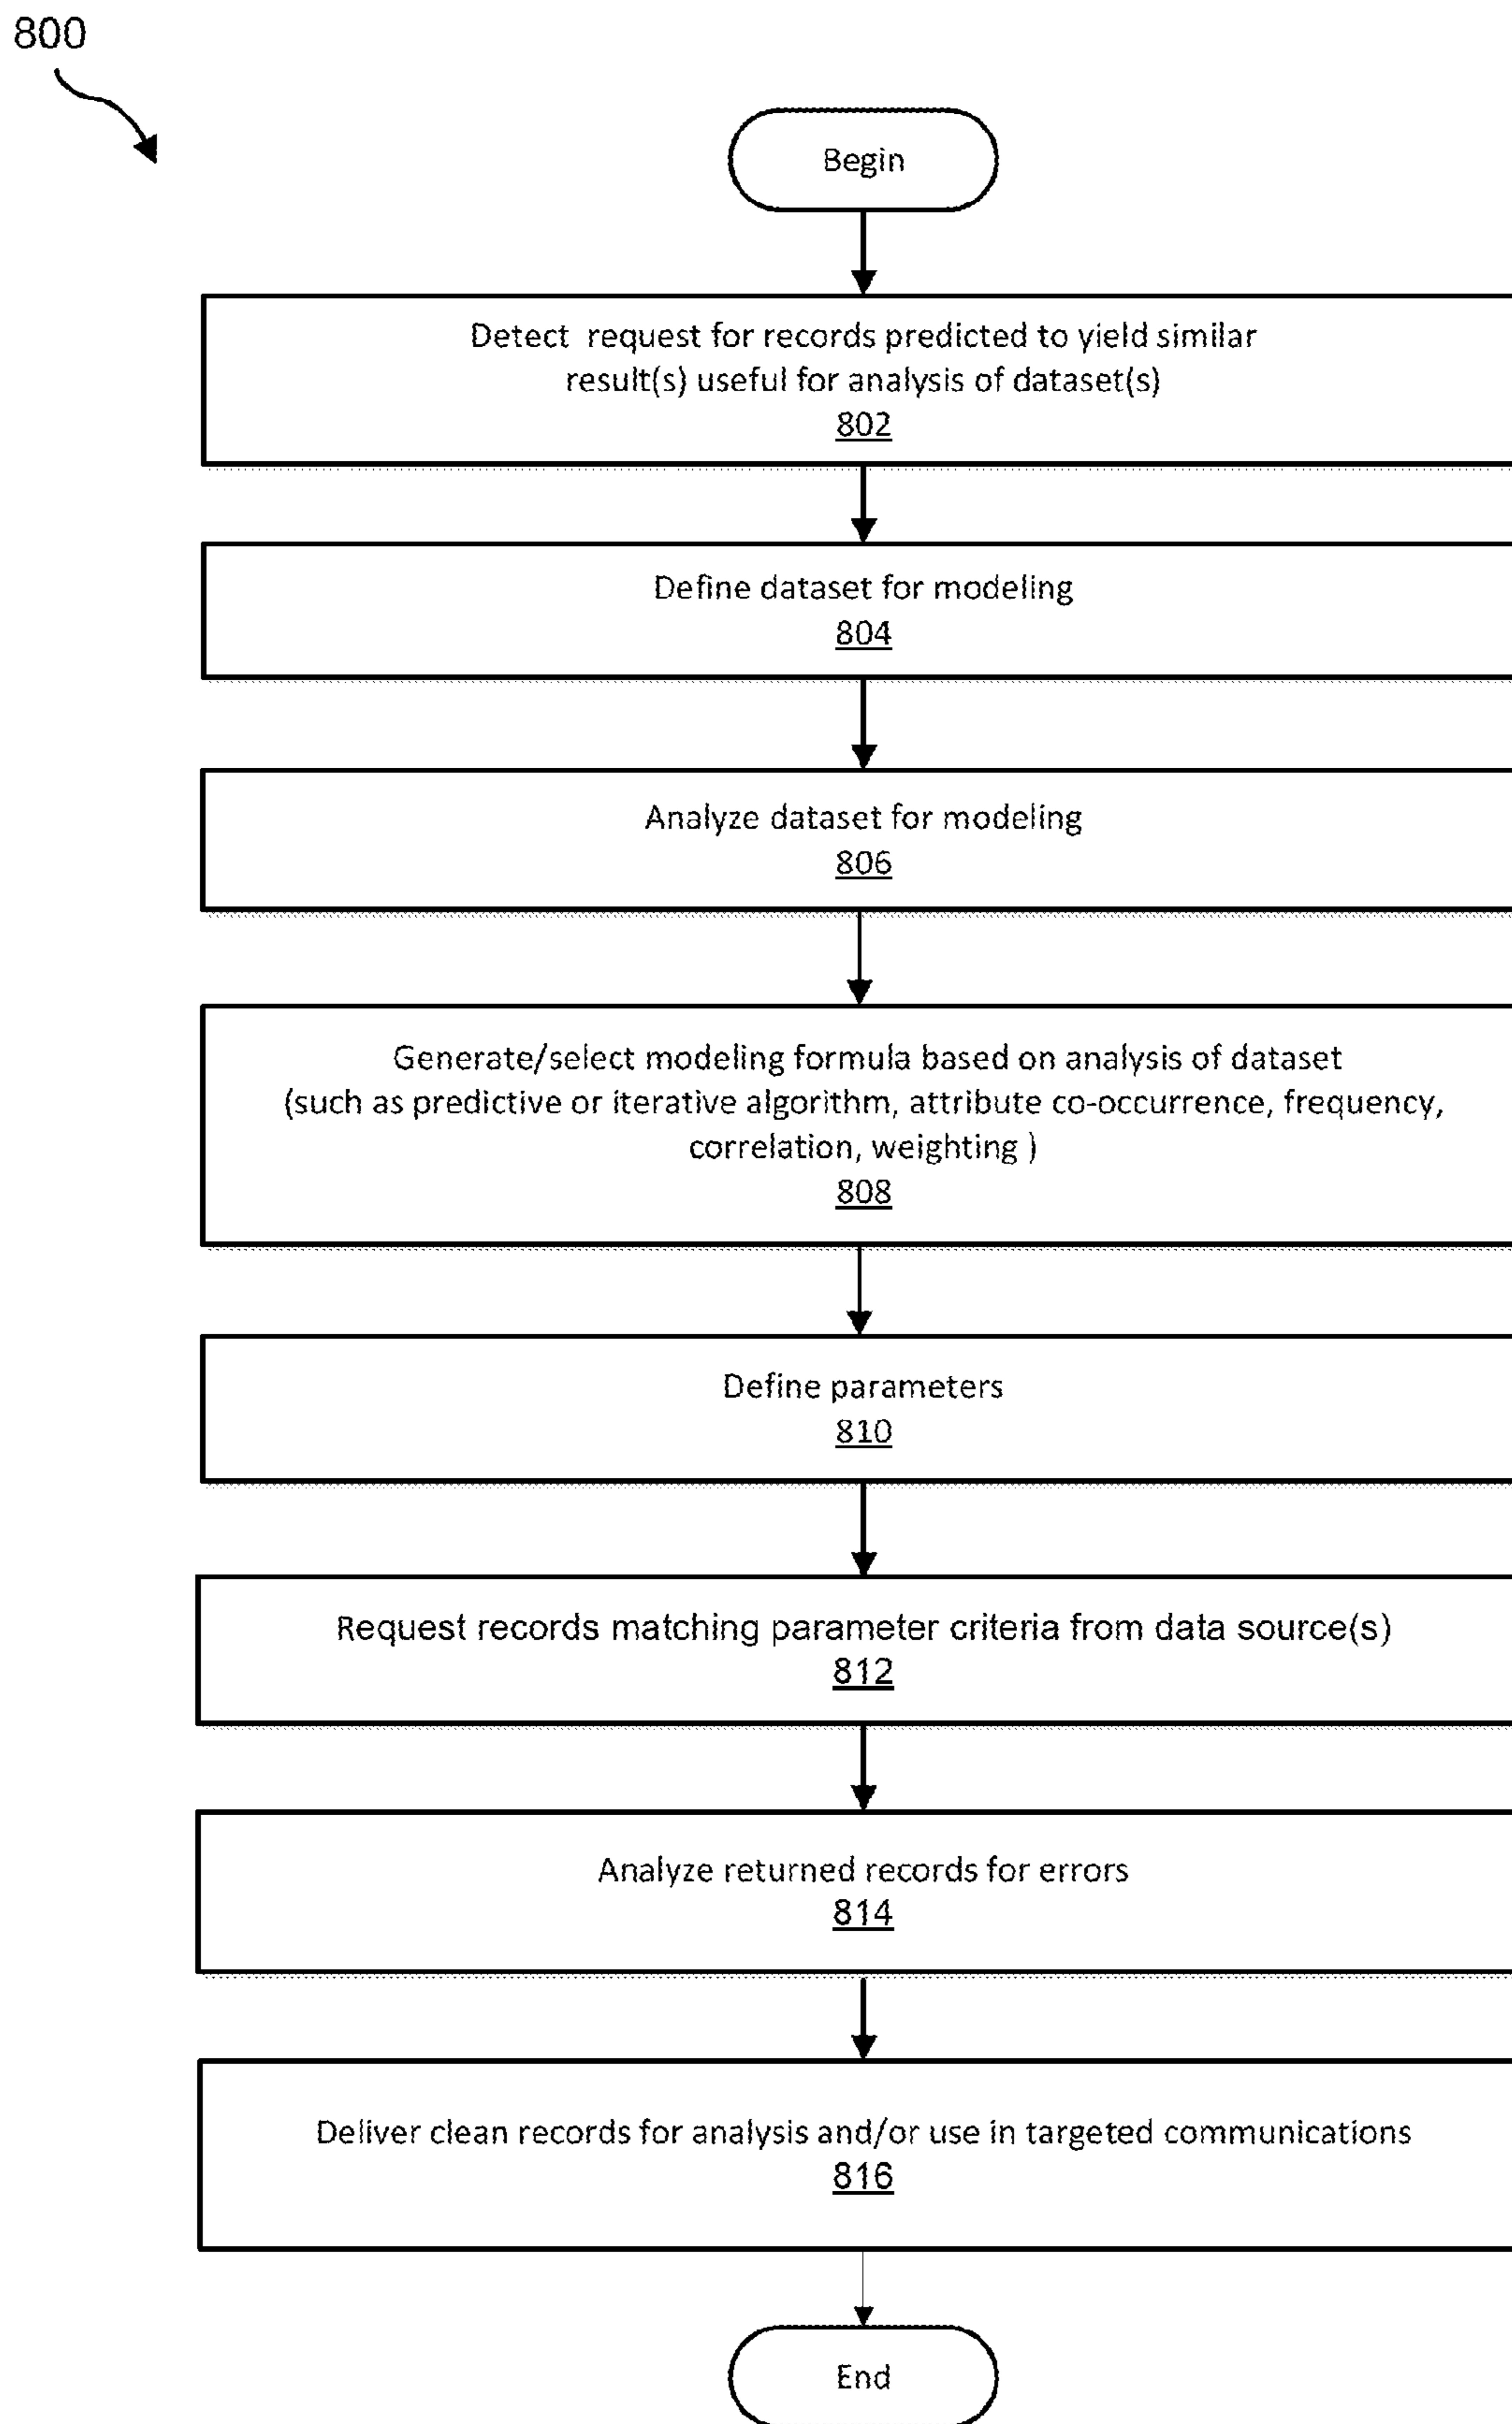 800
Begin
Detect request for records predicted to yield similar
result(s) useful for analysis of dataset(s)
802
Define dataset for modeling
804
Analyze dataset for modeling
806
Generate/select modeling formula based on analysis of dataset
(such as predictive or iterative algorithm, attribute co-occurrence, frequency,
correlation, weighting )
808
Define parameters
810
Request records matching parameter criteria from data source(s)
812
Analyze returned records for errors
814
Deliver clean records for analysis and/or use in targeted communications
816
End